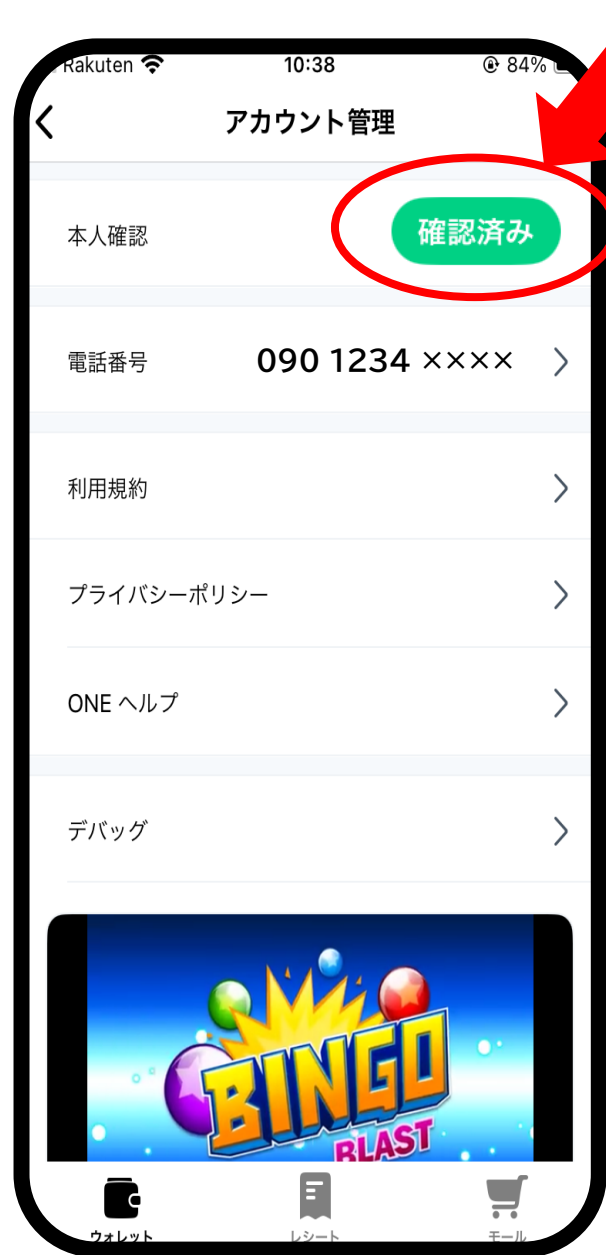 Rakuten 10:38 84%
アカウント管理
本人確認 確認済み
電話番号 090 1234 ××××
利用規約
プライバシーポリシー
ONE ヘルプ
デバッグ
BINGO
BLAST
ウォレット レシート モール